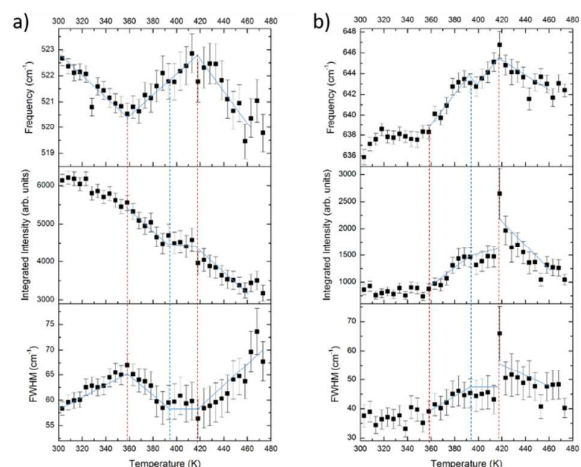 a)
300 320 340 360 380 400 420 440 460 480
Frequency (cm⁻¹)
523
522
521
520
519
Integrated Intensity (arb. units)
6000
5000
4000
3000
FWHM (cm⁻¹)
75
70
65
60
55
300 320 340 360 380 400 420 440 460 480
Temperature (K)
b)
300 320 340 360 380 400 420 440 460 480
Frequency (cm⁻¹)
648
646
644
642
640
638
636
Integrated Intensity (arb. units)
3000
2500
2000
1500
1000
FWHM (cm⁻¹)
80
70
60
50
40
30
300 320 340 360 380 400 420 440 460 480
Temperature (K)